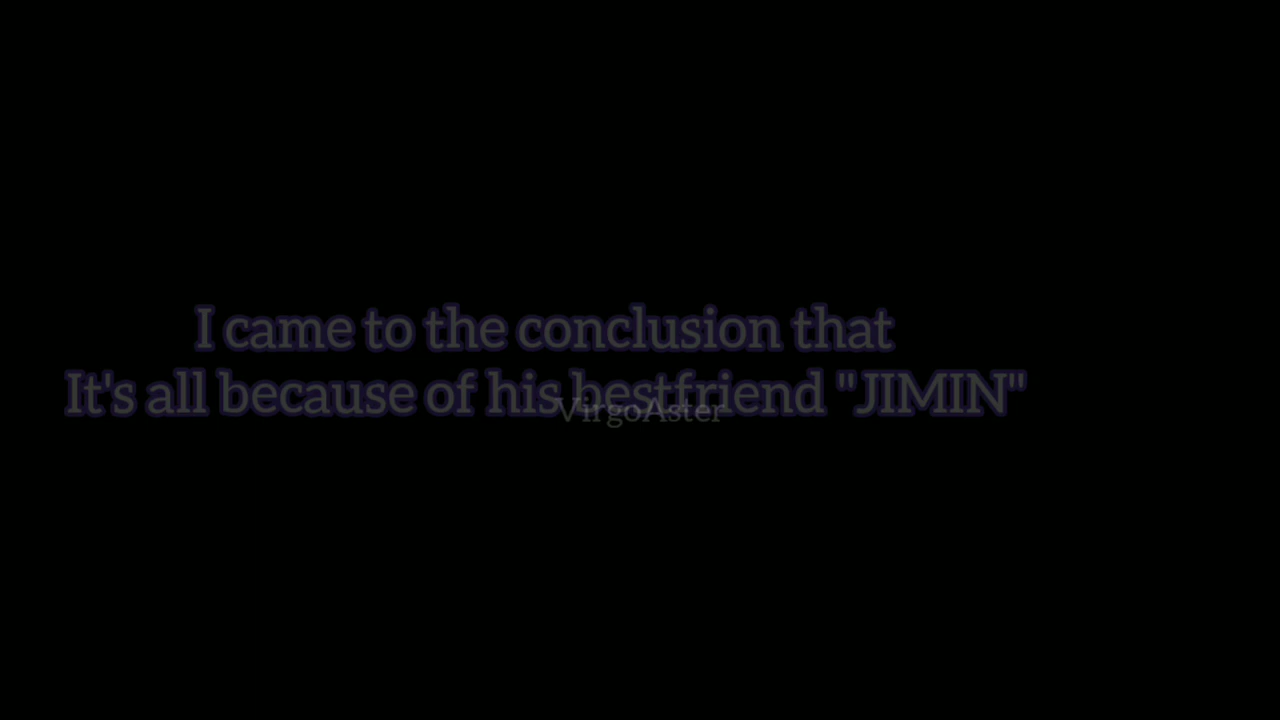 I came to the conclusion that
It's all because of his bestfriend "JIMIN"
VirgoAster